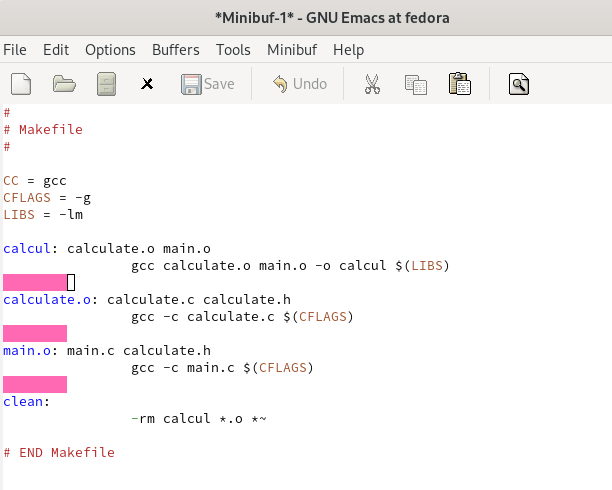 *Minibuf-1* - GNU Emacs at fedora
File Edit Options Buffers Tools Minibuf Help
Save Undo
#
# Makefile
#
CC = gcc
CFLAGS = -g
LIBS = -lm
calcul: calculate.o main.o
gcc calculate.o main.o -o calcul $(LIBS)
calculate.o: calculate.c calculate.h
gcc -c calculate.c $(CFLAGS)
main.o: main.c calculate.h
gcc -c main.c $(CFLAGS)
clean:
-rm calcul *.o *~
# END Makefile